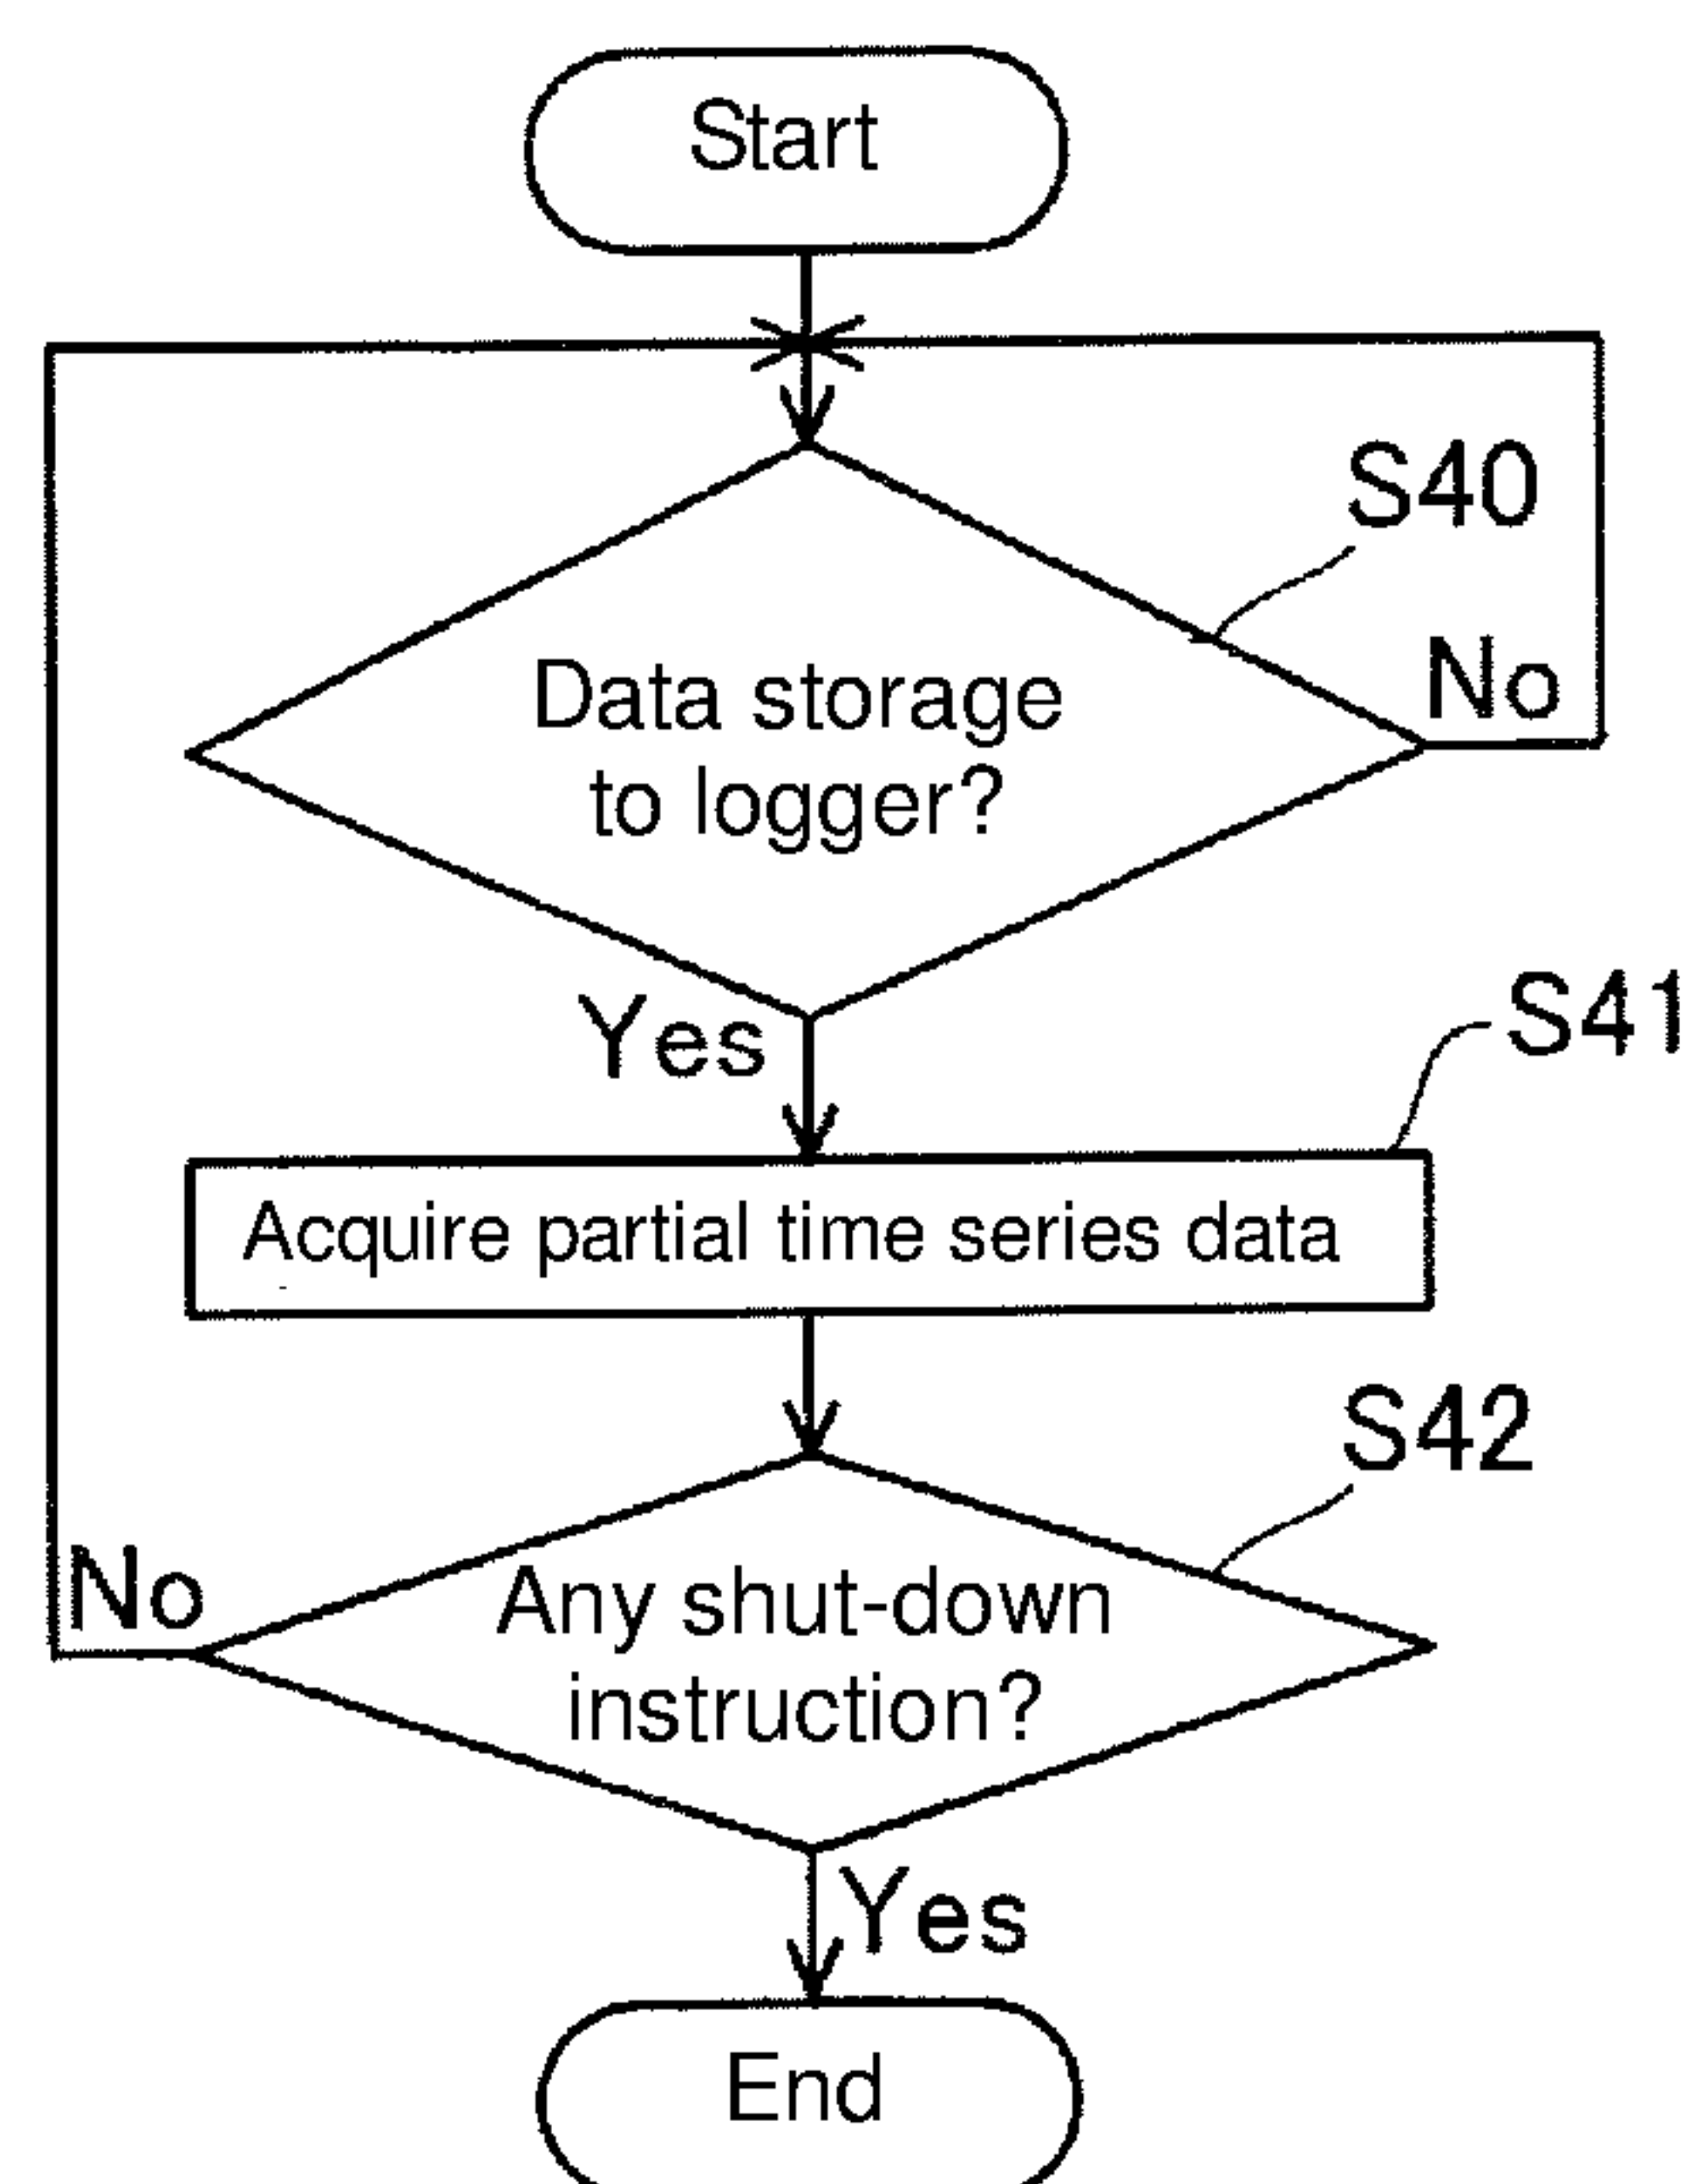 Start
S40
No
Data storage
to logger?
Yes
S41
Acquire partial time series data
S42
No
Any shut-down
instruction?
Yes
End